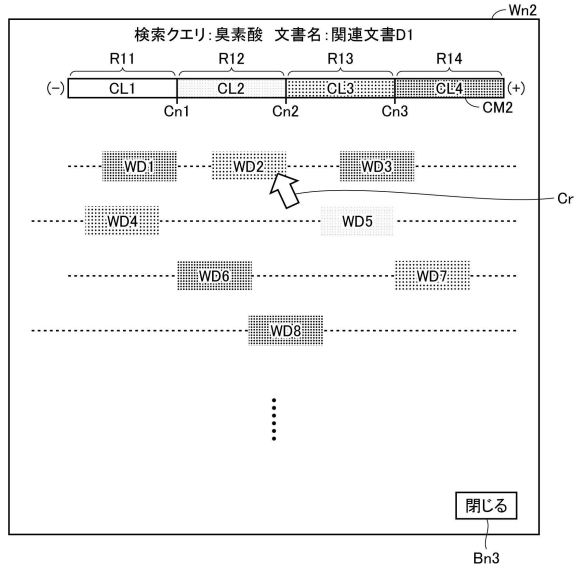 Wn2
検索クエリ:臭素酸 文書名:関連文書D1
R11 R12 R13 R14
(-) CL1 CL2 CL3 CL4 (+)
Cn1 Cn2 Cn3 CM2
WD1 WD2 WD3
Cr
WD4 WD5
WD6 WD7
WD8
閉じる
Bn3